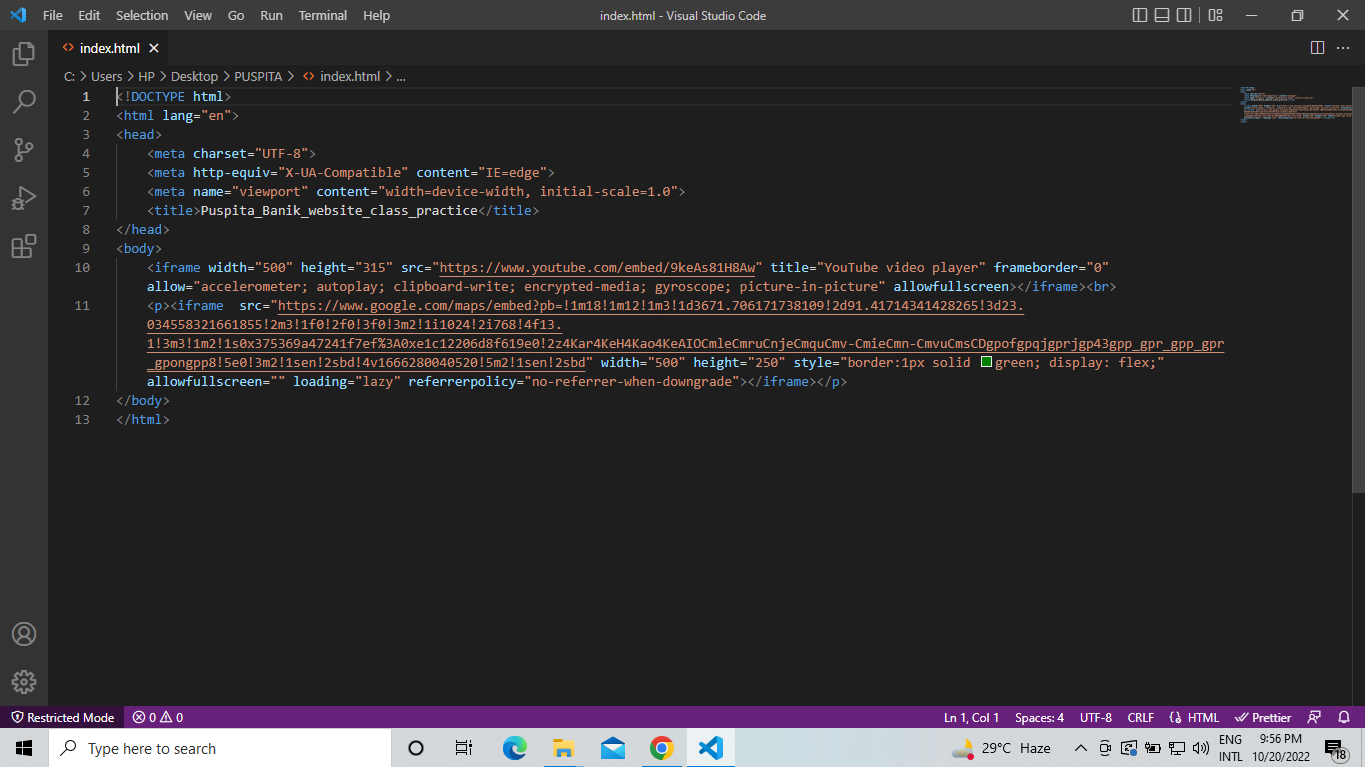 File Edit Selection View Go Run Terminal Help index.html - Visual Studio Code
index.html
C: > Users > HP > Desktop > PUSPITA > index.html > ...
1 <!DOCTYPE html>
2 <html lang="en">
3 <head>
4 <meta charset="UTF-8">
5 <meta http-equiv="X-UA-Compatible" content="IE=edge">
6 <meta name="viewport" content="width=device-width, initial-scale=1.0">
7 <title>Puspita_Banik_website_class_practice</title>
8 </head>
9 <body>
10 <iframe width="500" height="315" src="https://www.youtube.com/embed/9keAs81H8Aw" title="YouTube video player" frameborder="0"
allow="accelerometer; autoplay; clipboard-write; encrypted-media; gyroscope; picture-in-picture" allowfullscreen></iframe><br>
11 <p><iframe  src="https://www.google.com/maps/embed?pb=!1m18!1m12!1m3!1d3671.706171738109!2d91.41714341428265!3d23.
034558321661855!2m3!1f0!2f0!3f0!3m2!1i1024!2i768!4f13.
1!3m3!1m2!1s0x375369a47241f7ef%3A0xe1c12206d8f619e0!2z4Kar4KeH4Kao4KeAIOCmleCmruCnjeCmquCmv-CmieCmn-CmvuCmsCDgpofgpqjgprjgp43gpp_gpr_gpp_gpr
_gpongpp8!5e0!3m2!1sen!2sbd!4v1666280040520!5m2!1sen!2sbd" width="500" height="250" style="border:1px solid green; display: flex;"
allowfullscreen="" loading="lazy" referrerpolicy="no-referrer-when-downgrade"></iframe></p>
12 </body>
13 </html>
Restricted Mode 0 0 Ln 1, Col 1 Spaces: 4 UTF-8 CRLF HTML Prettier
Type here to search 29°C Haze ENG INTL 9:56 PM 10/20/2022 18